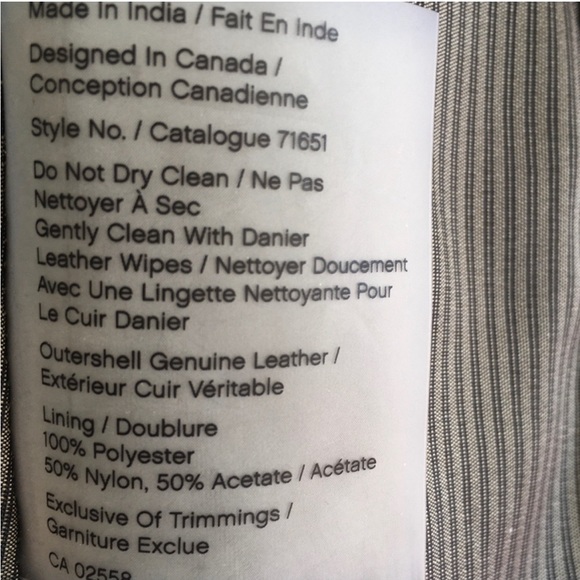 Made In India / Fait En Inde
Designed In Canada /
Conception Canadienne
Style No. / Catalogue 71651
Do Not Dry Clean / Ne Pas
Nettoyer À Sec
Gently Clean With Danier
Leather Wipes / Nettoyer Doucement
Avec Une Lingette Nettoyante Pour
Le Cuir Danier
Outershell Genuine Leather /
Extérieur Cuir Véritable
Lining / Doublure
100% Polyester
50% Nylon, 50% Acetate / Acétate
Exclusive Of Trimmings /
Garniture Exclue
CA 02558